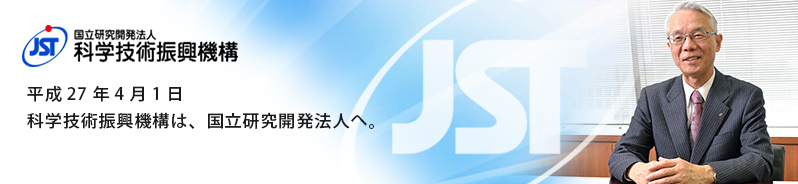 国立研究開発法人
JST 科学技術振興機構
平成27年4月1日
科学技術振興機構は、国立研究開発法人へ。
JST